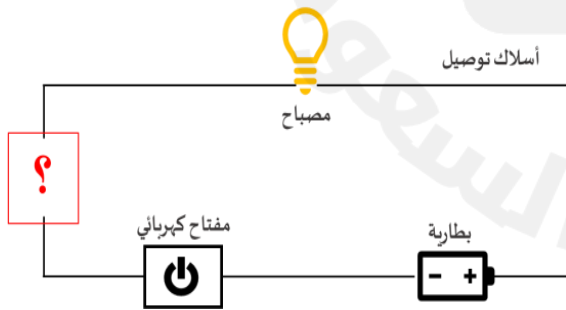 أسلاك توصيل
مصباح
؟
مفتاح كهربائي
بطارية
- +